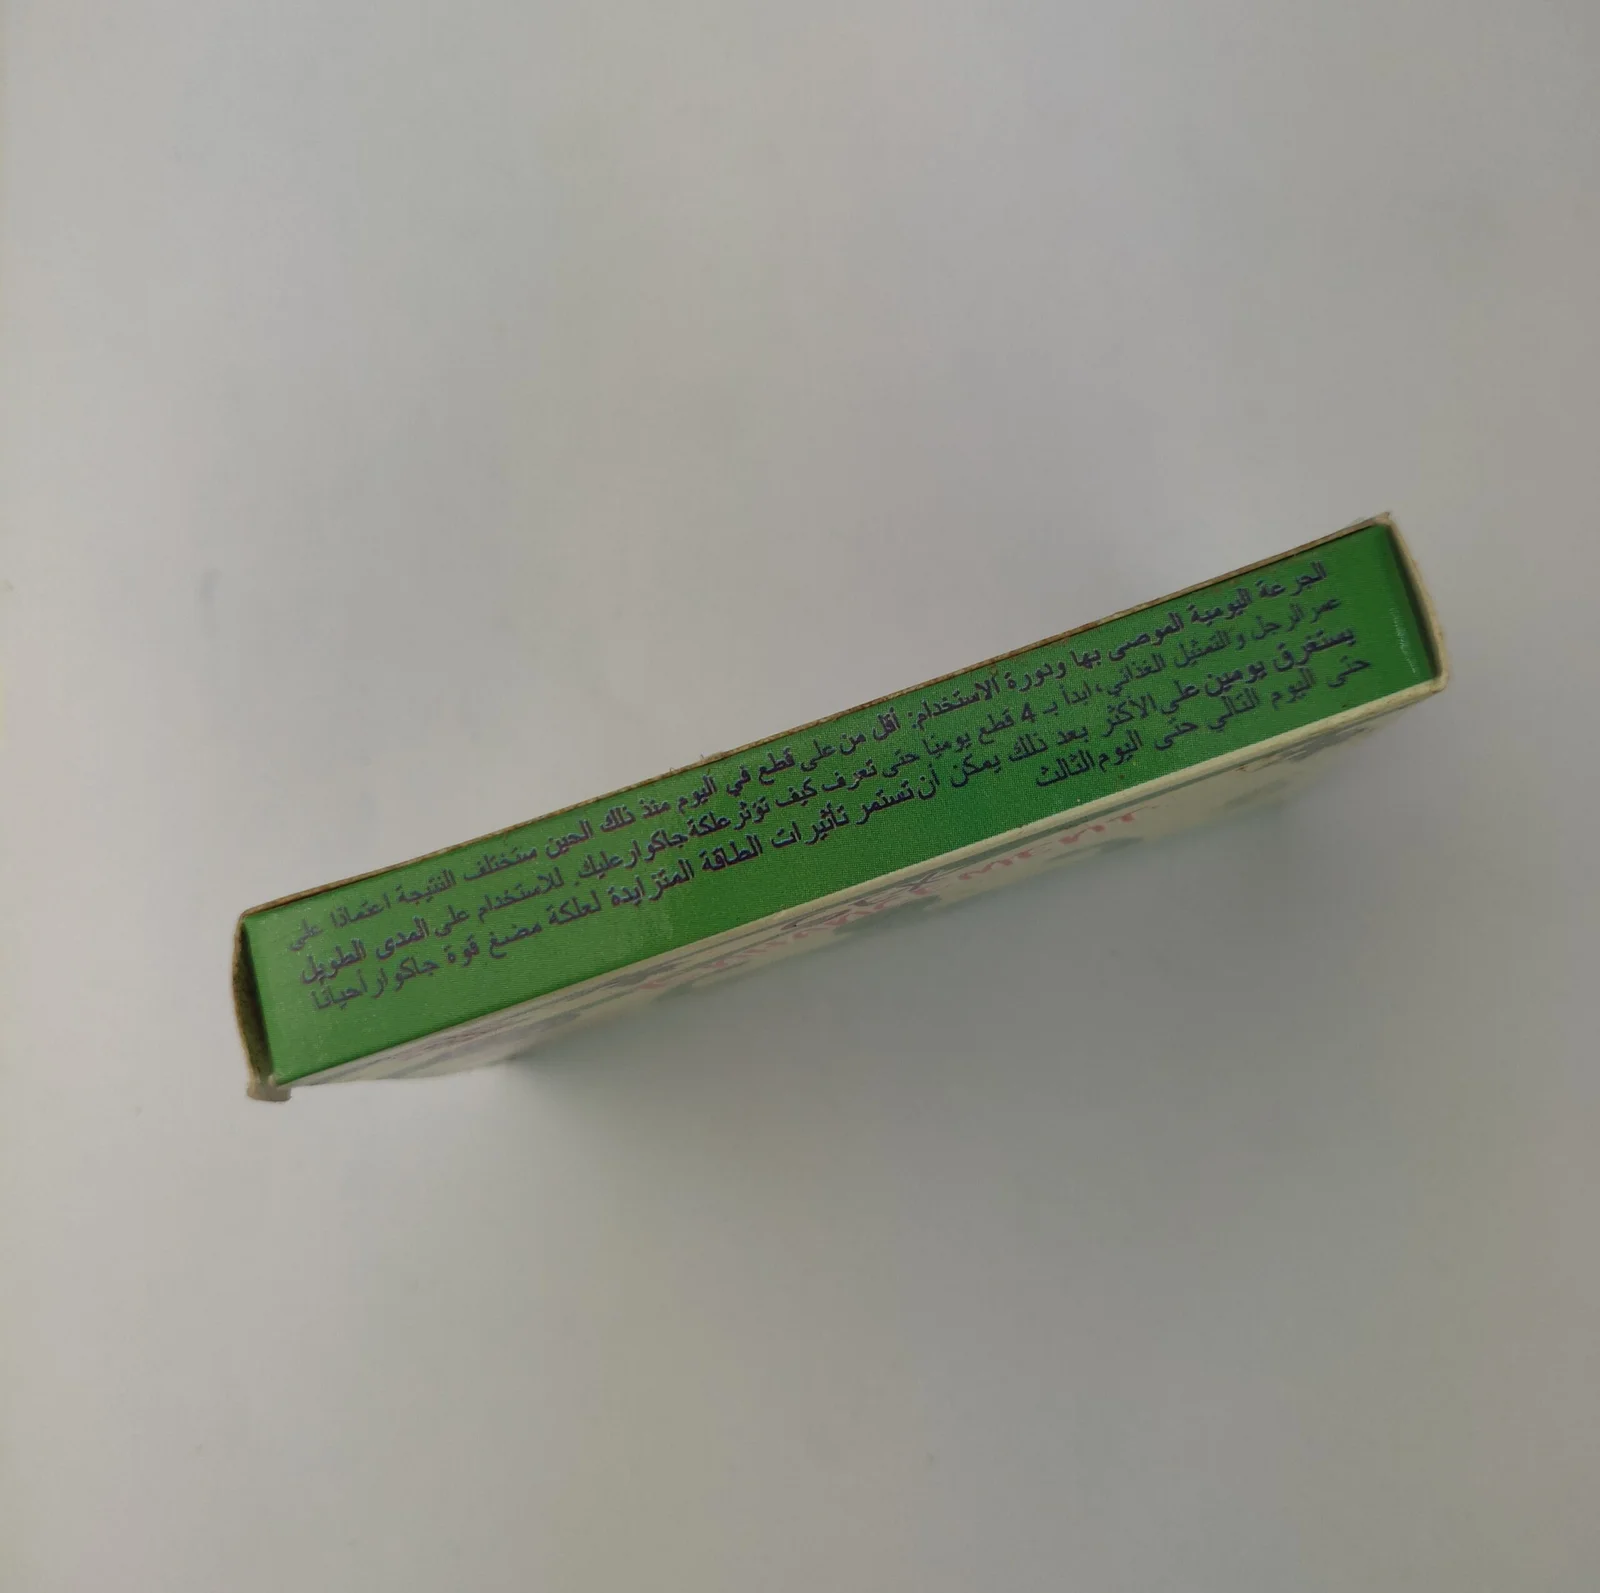 الجرعة اليومية الموصى بها ودورة الاستخدام: أقل من على قطع في اليوم منذ ذلك الحين ستختلف النتيجة اعتمادا على
عمر الرجل والتمثيل الغذائي، ابدأ بـ 4 قطع يوميًا حتى تعرف كيف تؤثر علكة جاكوار عليك. للاستخدام على المدى الطويل
يستغرق يومين على الأكثر بعد ذلك يمكن أن تستمر تأثيرات الطاقة المتزايدة لعلكة مضغ قوة جاكوار أحيانا
حتى اليوم التالي حتى اليوم الثالث